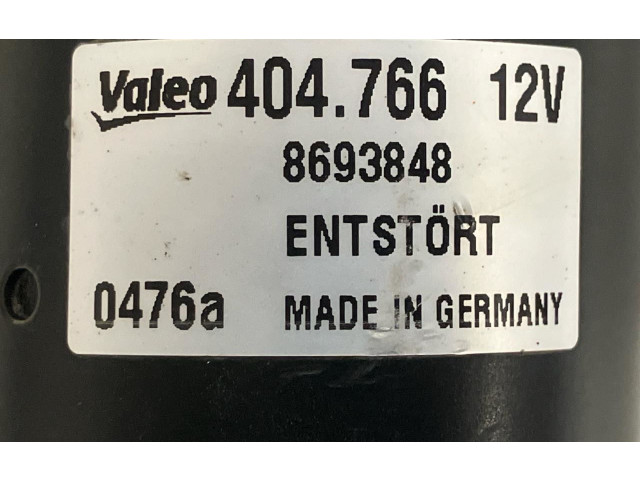 Valeo 404.766 12V
8693848
ENTSTÖRT
0476a MADE IN GERMANY